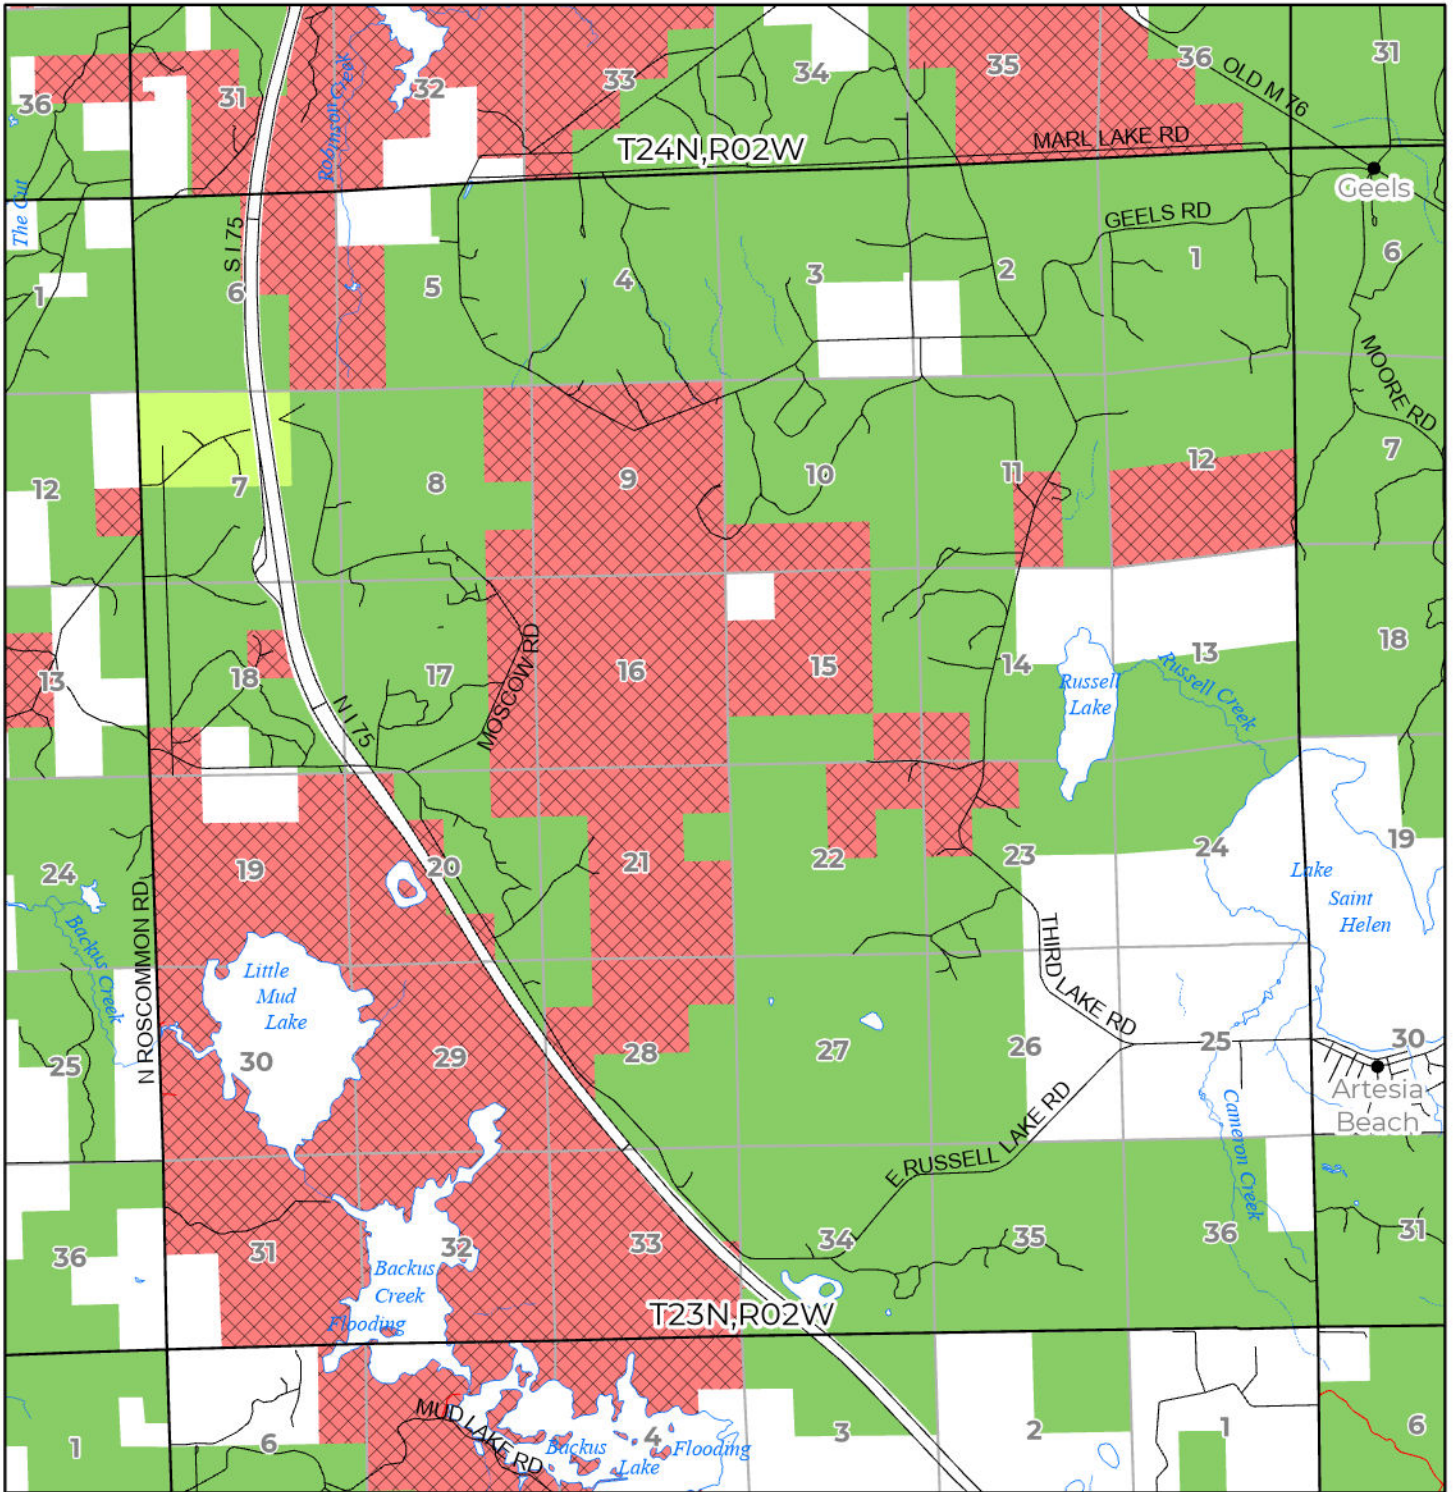 31
36
34
31
35
33
OLD M 76
32
31
36
Robinson Creek
MARL LAKE RD
T24N,R02W
Geels
The Cut
GEELS RD
S I 75
6
1
2
3
4
5
6
1
MOORE RD
7
12
11
10
9
8
7
12
18
13
14
15
16
17
18
13
MOSCOW RD
Russell Creek
Russell
Lake
N I 75
19
24
23
22
21
20
19
24
Lake
Saint
Helen
N ROSCOMMON RD
Backus Creek
THIRD LAKE RD
Little
Mud
Lake
30
25
26
27
28
29
30
25
Artesia
Beach
E RUSSELL LAKE RD
Cameron Creek
31
36
35
34
33
32
31
36
Backus
Creek
Flooding
T23N,R02W
6
1
2
3
4
6
1
MUD LAKE RD
Backus
Lake
Flooding